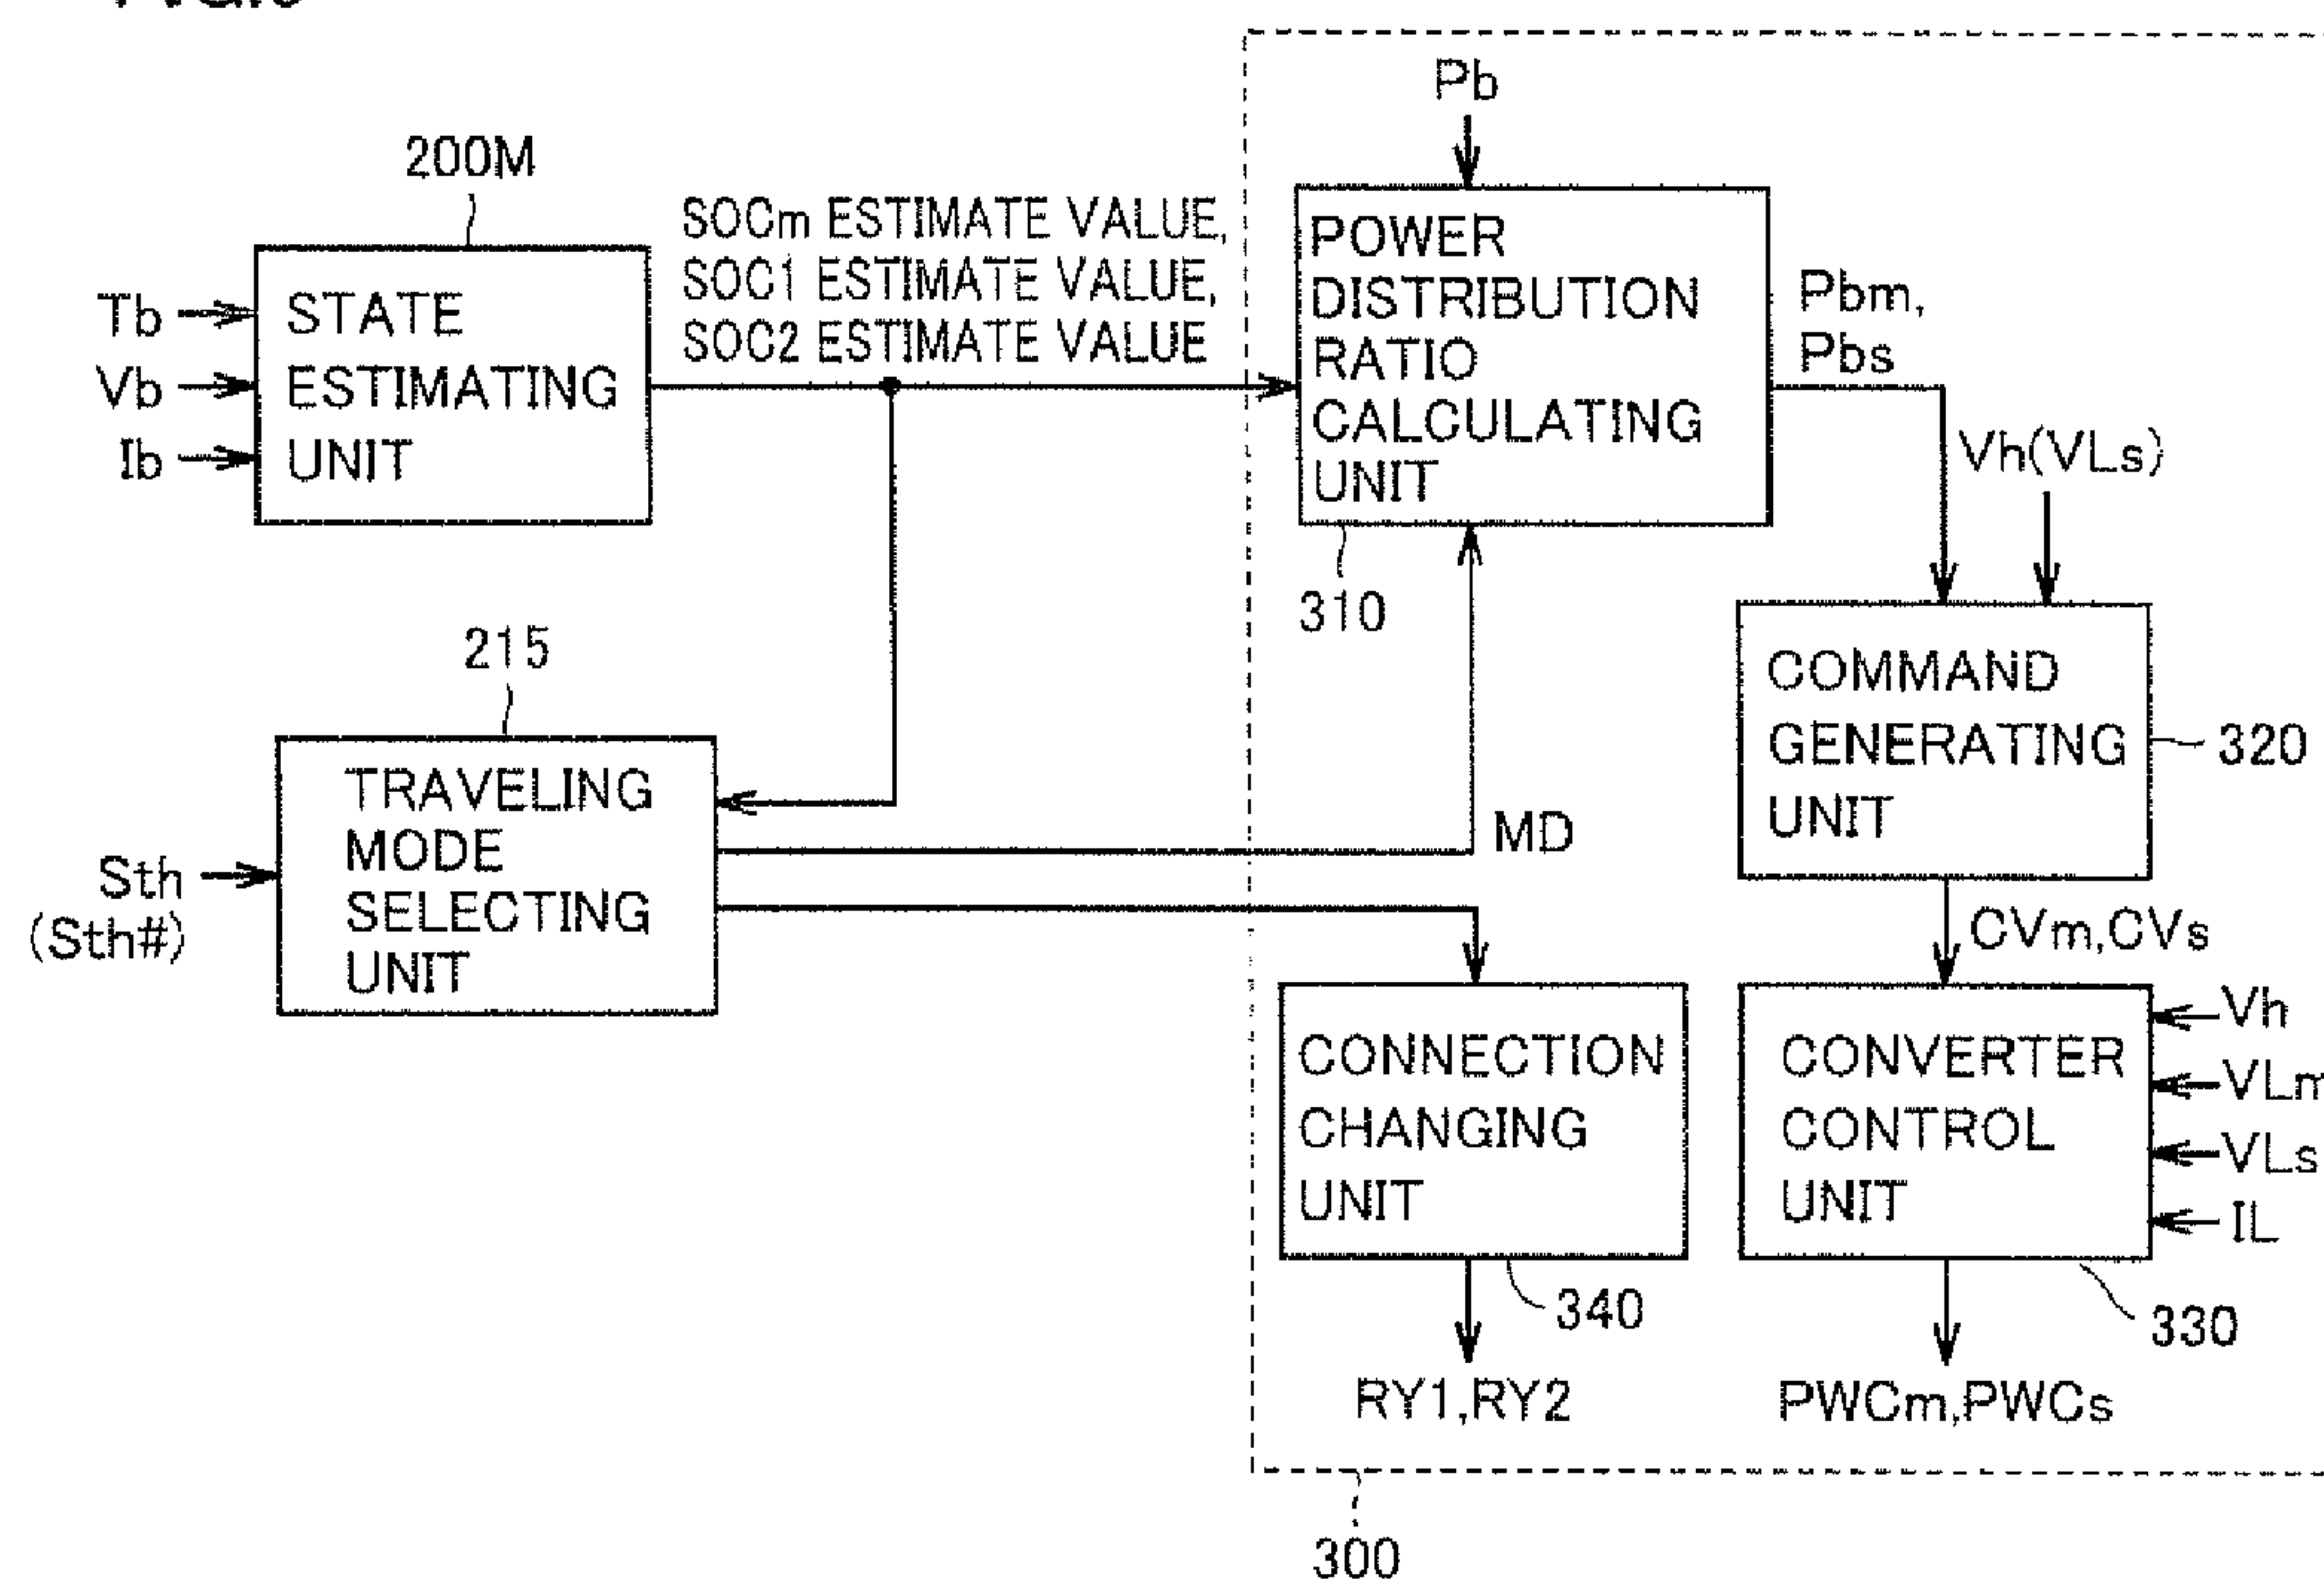 Pb
200M
SOCm ESTIMATE VALUE,
SOC1 ESTIMATE VALUE,
SOC2 ESTIMATE VALUE
Tb
Vb
Ib
STATE
ESTIMATING
UNIT
POWER
DISTRIBUTION
RATIO
CALCULATING
UNIT
310
Pbm,
Pbs
Vh(VLs)
215
TRAVELING
MODE
SELECTING
UNIT
Sth
(Sth#)
MD
COMMAND
GENERATING
UNIT
320
CVm,CVs
CONNECTION
CHANGING
UNIT
340
RY1,RY2
CONVERTER
CONTROL
UNIT
Vh
VLm
VLs
IL
330
PWCm,PWCs
300